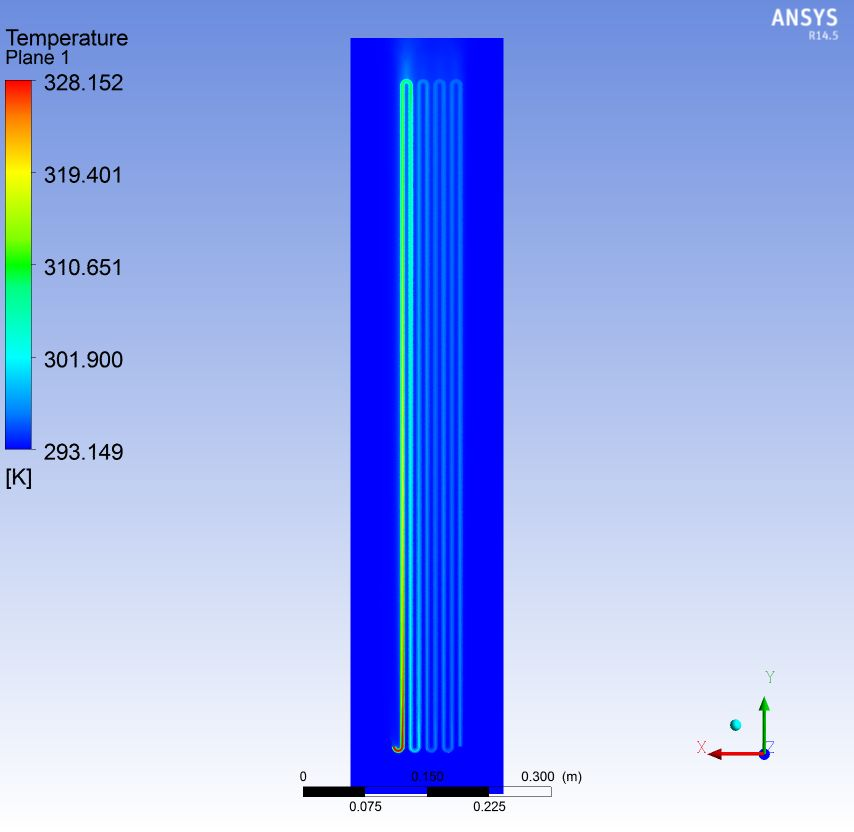 ANSYS
R14.5
Temperature
Plane 1
328.152
319.401
310.651
301.900
293.149
[K]
Y
X
Z
0 0.150 0.300 (m)
0.075 0.225